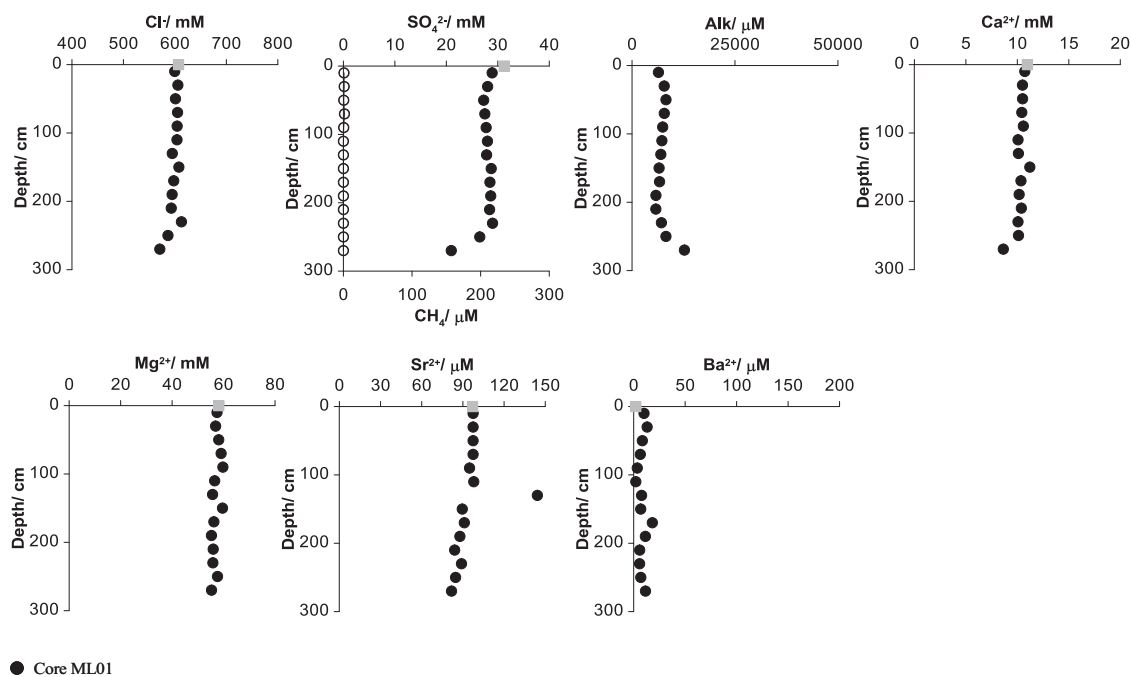 Cl-/ mM
400 500 600 700 800
Depth/ cm
0
100
200
300
SO₄²-/ mM
0 10 20 30 40
Depth/ cm
0
100
200
300
0 100 200 300
CH₄/ µM
Alk/ µM
0 25000 50000
Depth/ cm
0
100
200
300
Ca²⁺/ mM
0 5 10 15 20
Depth/ cm
0
100
200
300
Mg²⁺/ mM
0 20 40 60 80
Depth/ cm
0
100
200
300
Sr²⁺/ µM
0 30 60 90 120 150
Depth/ cm
0
100
200
300
Ba²⁺/ µM
0 50 100 150 200
Depth/ cm
0
100
200
300
Core ML01